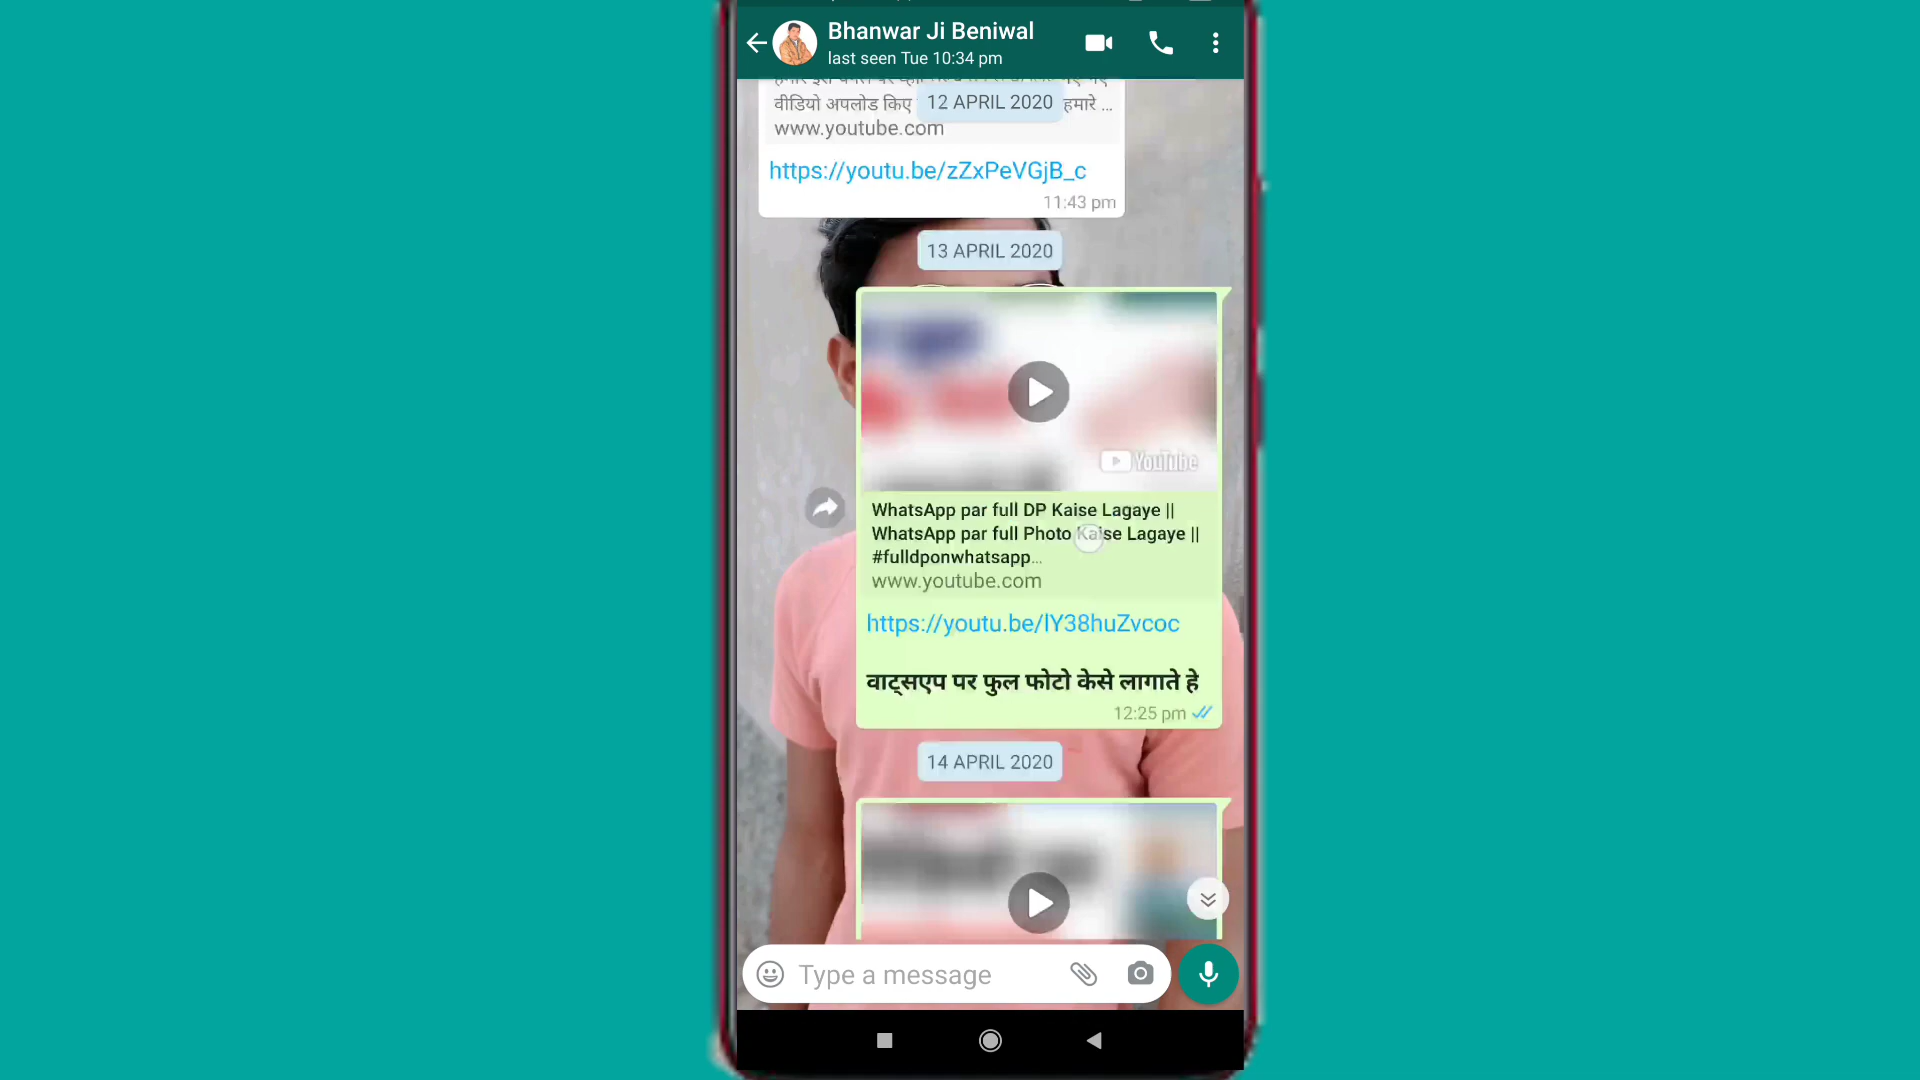 Bhanwar Ji Beniwal
last seen Tue 10:34 pm
वीडियो अपलोड किए
12 APRIL 2020
हमारे ...
www.youtube.com
https://youtu.be/zZxPeVGjB_c
11:43 pm
13 APRIL 2020
YouTube
WhatsApp par full DP Kaise Lagaye ||
WhatsApp par full Photo Kaise Lagaye ||
#fulldponwhatsapp...
www.youtube.com
https://youtu.be/lY38huZvcoc
वाट्सएप पर फुल फोटो केसे लागाते हे
12:25 pm
14 APRIL 2020
Type a message